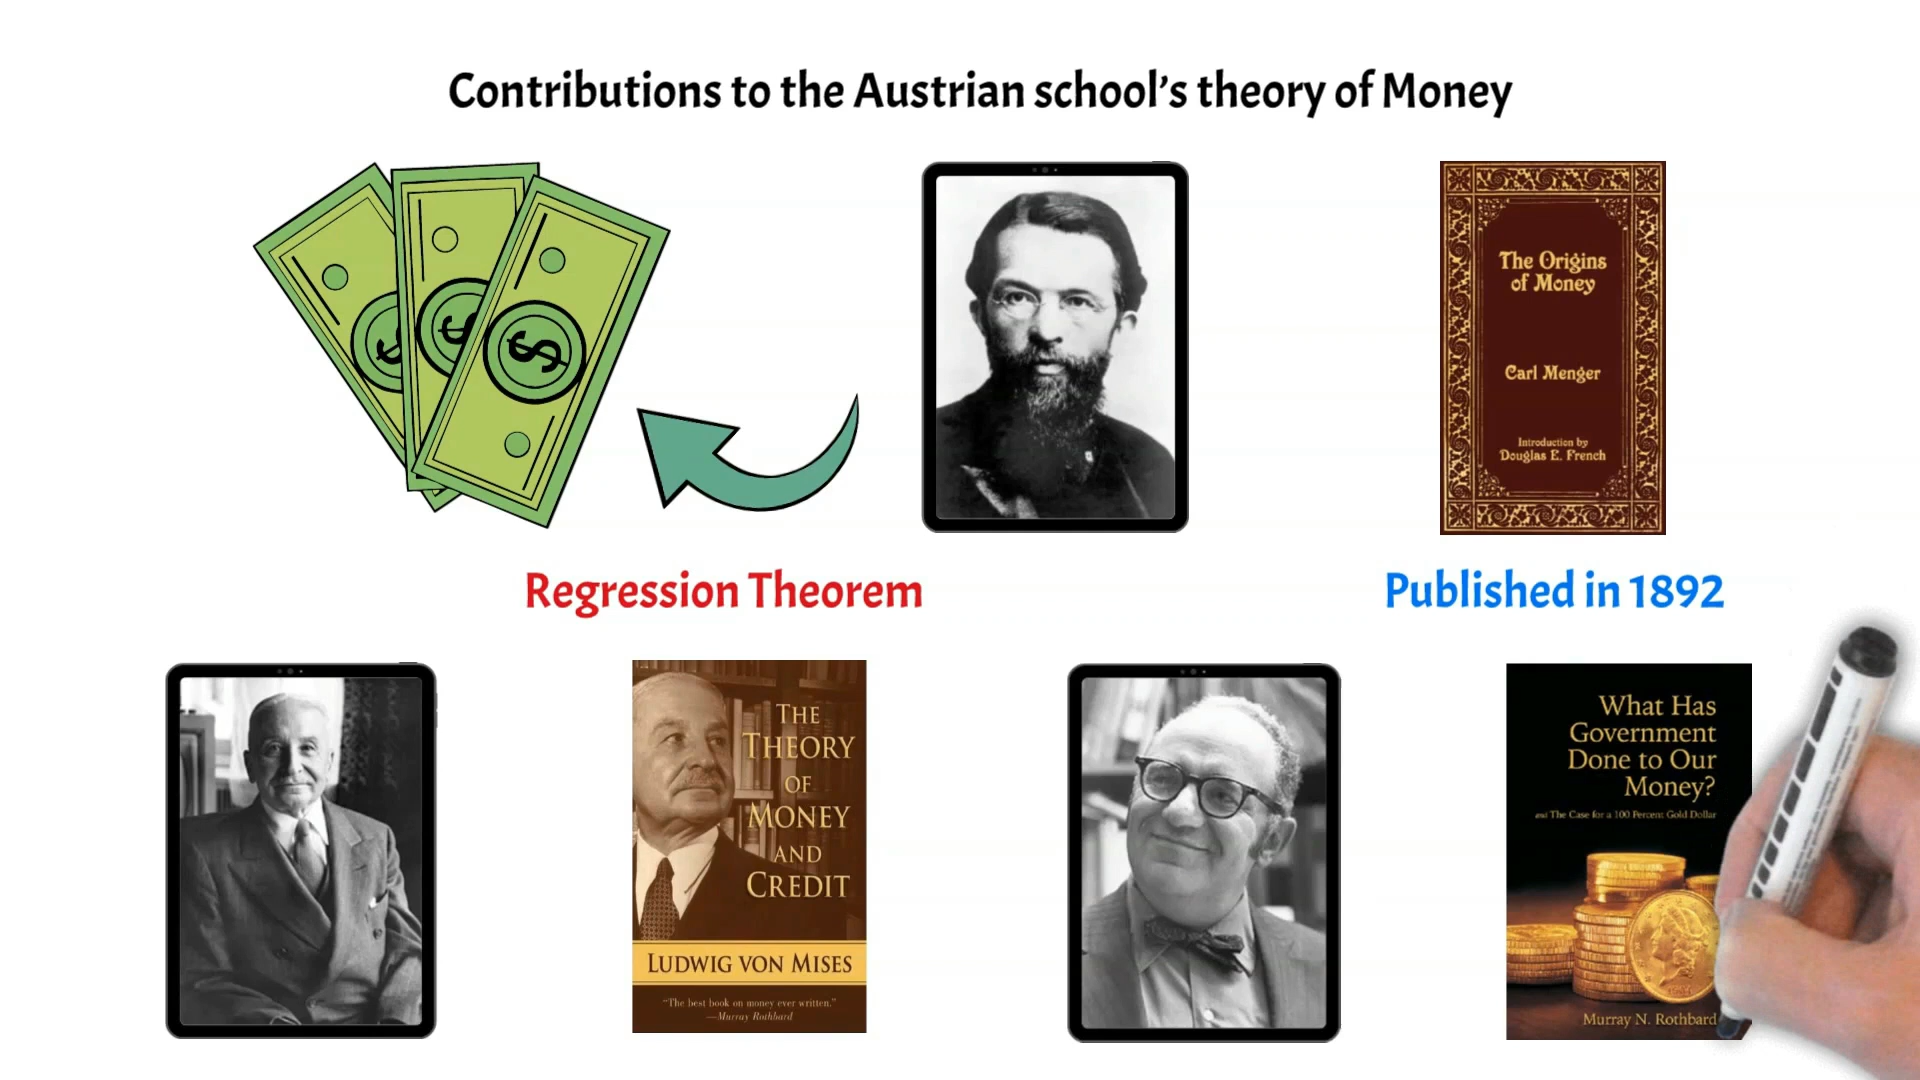 Contributions to the Austrian school's theory of Money
The Origins
of Money
Carl Menger
Introduction by
Douglas E. French
Regression Theorem
Published in 1892
THE
THEORY
OF
MONEY
AND
CREDIT
LUDWIG VON MISES
"The best book on money ever written."
—Murray Rothbard
What Has
Government
Done to Our
Money?
and The Case for a 100 Percent Gold Dollar
Murray N. Rothbard